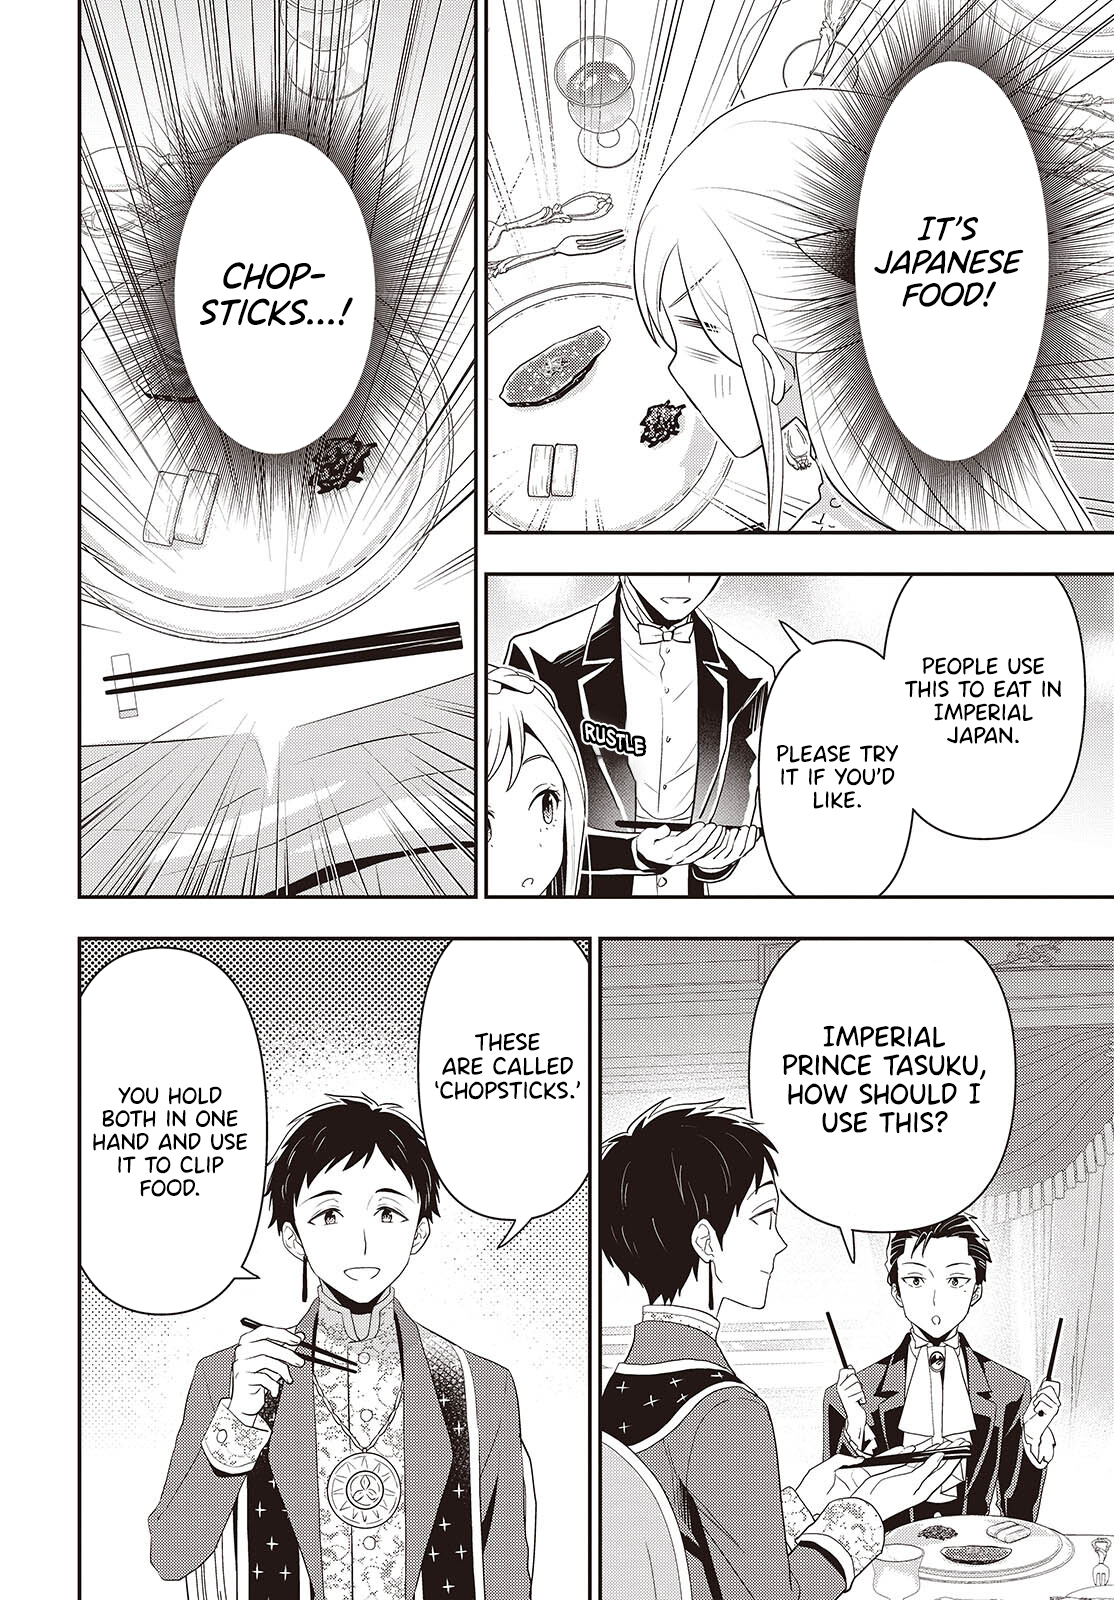 IT'S
JAPANESE
FOOD!
CHOP-
STICKS...!
PEOPLE USE
THIS TO EAT IN
IMPERIAL
JAPAN.
PLEASE TRY
IT IF YOU'D
LIKE.
RUSTLE
IMPERIAL
PRINCE TASUKU,
HOW SHOULD I
USE THIS?
THESE
ARE CALLED
'CHOPSTICKS.'
YOU HOLD
BOTH IN ONE
HAND AND USE
IT TO CLIP
FOOD.